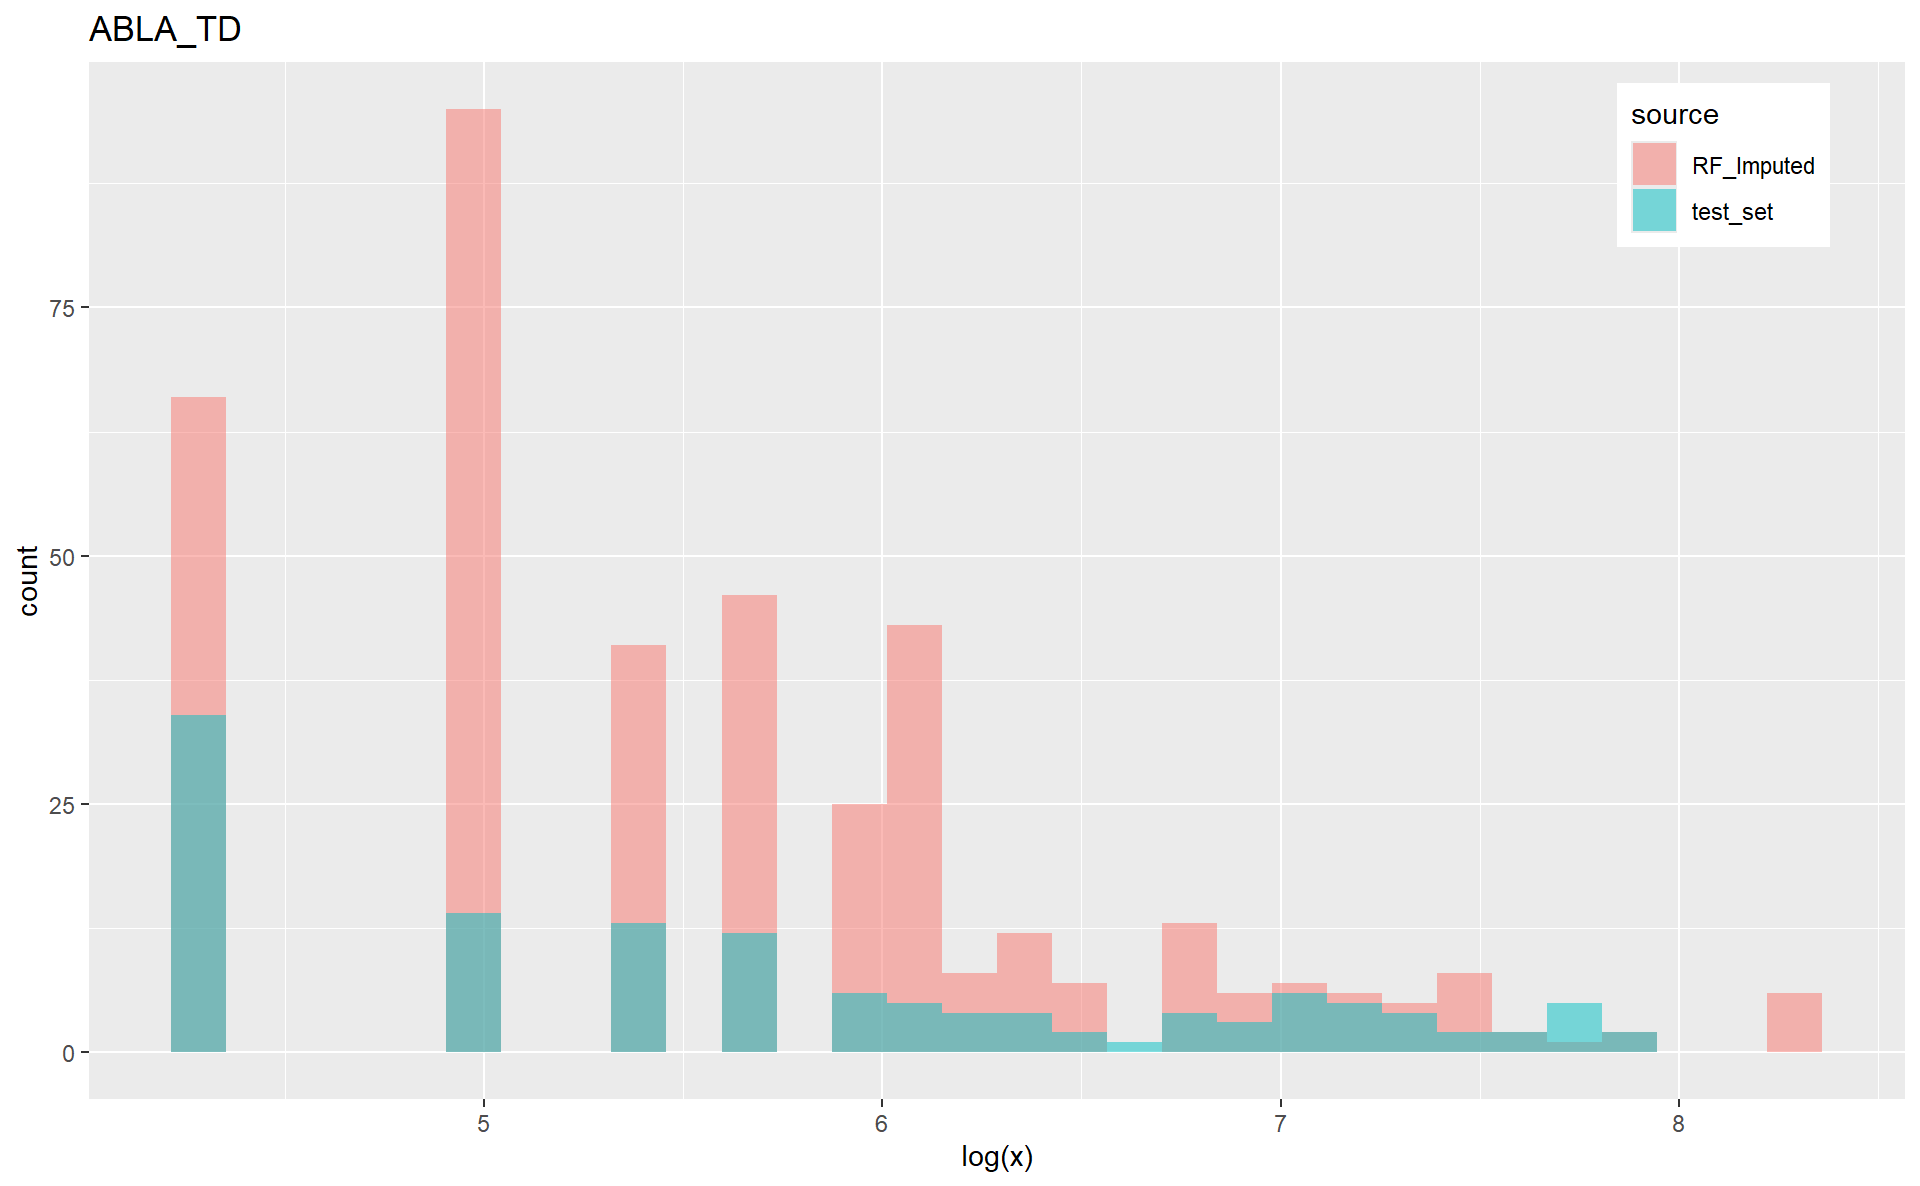 ABLA_TD
source
RF_Imputed
test_set
75
50
25
0
count
5 6 7 8
log(x)